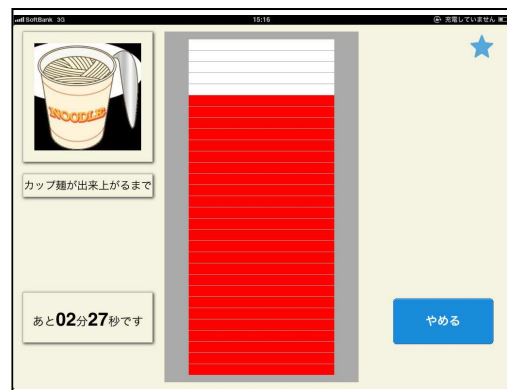 SoftBank 3G
15:16
充電していません
NOODLE
カップ麺が出来上がるまで
あと02分27秒です
やめる